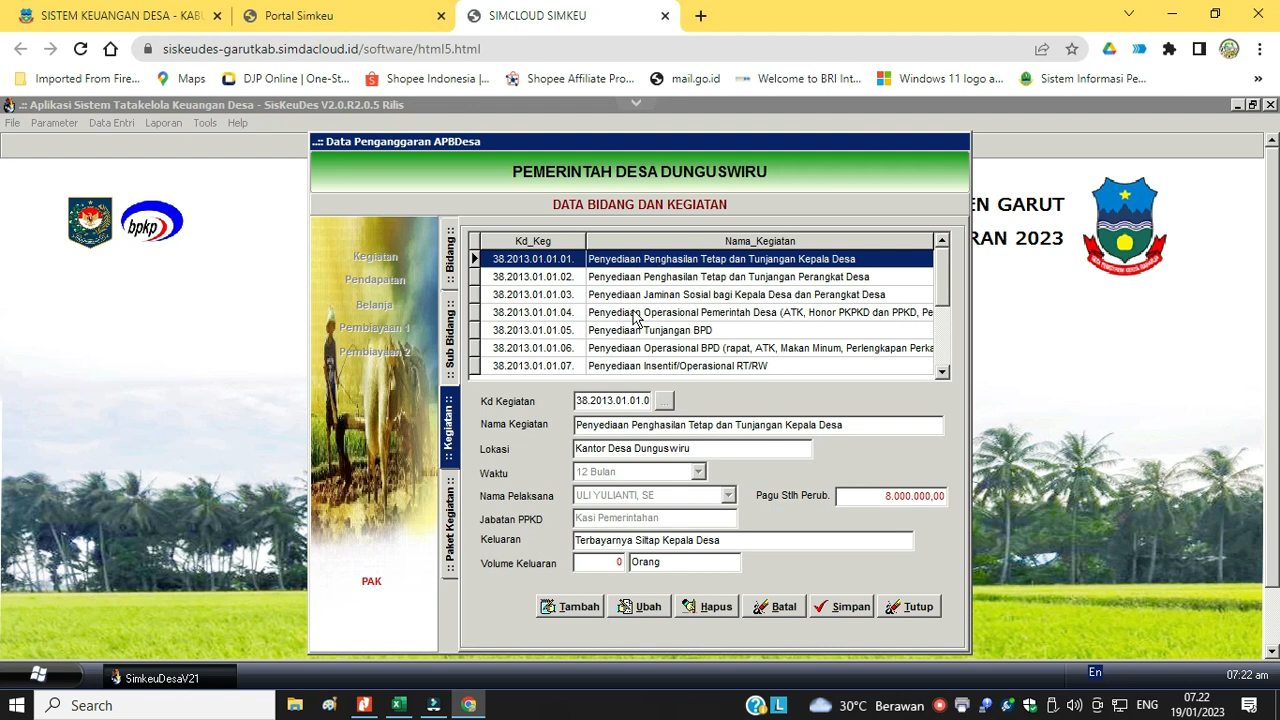 SISTEM KEUANGAN DESA - KABU
Portal Simkeu
SIMCLOUD SIMKEU
siskeudes-garutkab.simdacloud.id/software/html5.html
Imported From Fire...
Maps
DJP Online | One-St...
Shopee Indonesia |...
Shopee Affiliate Pro...
mail.go.id
Welcome to BRI Int...
Windows 11 logo a...
Sistem Informasi Pe...
.:: Aplikasi Sistem Tatakelola Keuangan Desa - SisKeuDes V2.0.R2.0.5 Rilis
File Parameter Data Entri Laporan Tools Help
..:: Data Penganggaran APBDesa
PEMERINTAH DESA DUNGUSWIRU
DATA BIDANG DAN KEGIATAN
bpkp
EN GARUT
RAN 2023
Kegiatan
Pendapatan
Belanja
Pembiayaan 1
Pembiayaan 2
PAK
:: Bidang ::
:: Sub Bidang ::
:: Kegiatan ::
:: Paket Kegiatan ::
Kd_Keg Nama_Kegiatan
38.2013.01.01.01. Penyediaan Penghasilan Tetap dan Tunjangan Kepala Desa
38.2013.01.01.02. Penyediaan Penghasilan Tetap dan Tunjangan Perangkat Desa
38.2013.01.01.03. Penyediaan Jaminan Sosial bagi Kepala Desa dan Perangkat Desa
38.2013.01.01.04. Penyediaan Operasional Pemerintah Desa (ATK, Honor PKPKD dan PPKD, Pe
38.2013.01.01.05. Penyediaan Tunjangan BPD
38.2013.01.01.06. Penyediaan Operasional BPD (rapat, ATK, Makan Minum, Perlengkapan Perka
38.2013.01.01.07. Penyediaan Insentif/Operasional RT/RW
Kd Kegiatan 38.2013.01.01.0 ...
Nama Kegiatan Penyediaan Penghasilan Tetap dan Tunjangan Kepala Desa
Lokasi Kantor Desa Dunguswiru
Waktu 12 Bulan
Nama Pelaksana ULI YULIANTI, SE Pagu Stlh Perub. 8.000.000,00
Jabatan PPKD Kasi Pemerintahan
Keluaran Terbayarnya Siltap Kepala Desa
Volume Keluaran 0 Orang
Tambah Ubah Hapus Batal Simpan Tutup
SimkeuDesaV21
En
07:22 am
Search
30°C Berawan
ENG
07.22
19/01/2023